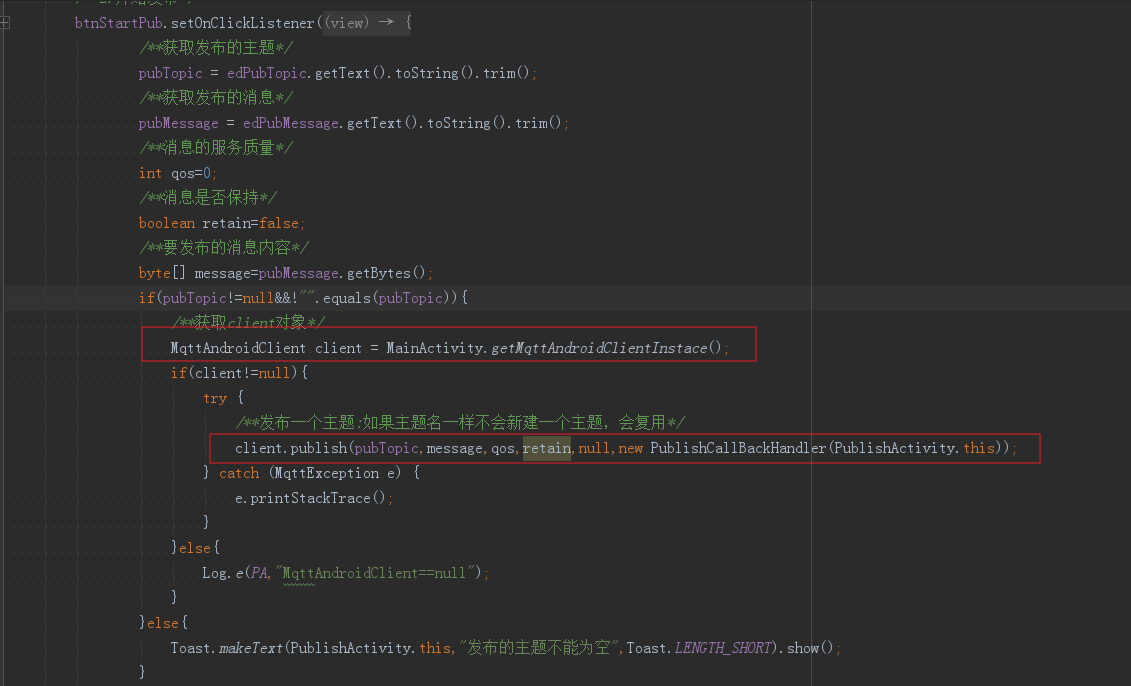 btnStartPub.setOnClickListener((view) → {
/**获取发布的主题*/
pubTopic = edPubTopic.getText().toString().trim();
/**获取发布的消息*/
pubMessage = edPubMessage.getText().toString().trim();
/**消息的服务质量*/
int qos=0;
/**消息是否保持*/
boolean retain=false;
/**要发布的消息内容*/
byte[] message=pubMessage.getBytes();
if(pubTopic!=null&&!"".equals(pubTopic)){
/**获取client对象*/
MqttAndroidClient client = MainActivity.getMqttAndroidClientInstace();
if(client!=null){
try {
/**发布一个主题:如果主题名一样不会新建一个主题，会复用*/
client.publish(pubTopic,message,qos,retain,null,new PublishCallBackHandler(PublishActivity.this));
} catch (MqttException e) {
e.printStackTrace();
}
}else{
Log.e(PA,"MqttAndroidClient==null");
}
}else{
Toast.makeText(PublishActivity.this,"发布的主题不能为空",Toast.LENGTH_SHORT).show();
}